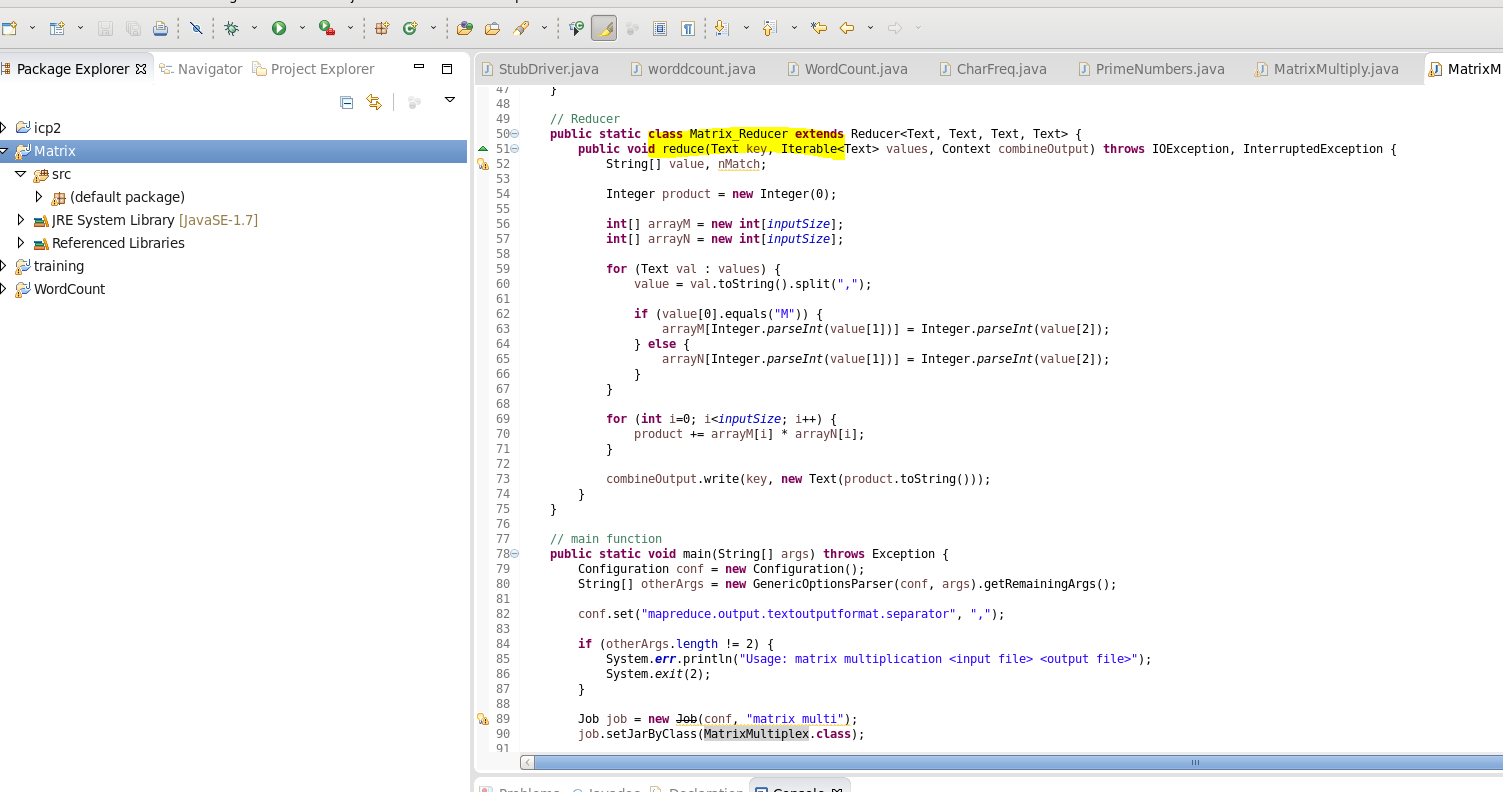 Package Explorer
Navigator
Project Explorer
icp2
Matrix
src
(default package)
JRE System Library [JavaSE-1.7]
Referenced Libraries
training
WordCount
StubDriver.java
worddcount.java
WordCount.java
CharFreq.java
PrimeNumbers.java
MatrixMultiply.java
MatrixM
47 }
48
49 // Reducer
50 public static class Matrix_Reducer extends Reducer<Text, Text, Text, Text> {
51 public void reduce(Text key, Iterable<Text> values, Context combineOutput) throws IOException, InterruptedException {
52 String[] value, nMatch;
53
54 Integer product = new Integer(0);
55
56 int[] arrayM = new int[inputSize];
57 int[] arrayN = new int[inputSize];
58
59 for (Text val : values) {
60 value = val.toString().split(",");
61
62 if (value[0].equals("M")) {
63 arrayM[Integer.parseInt(value[1])] = Integer.parseInt(value[2]);
64 } else {
65 arrayN[Integer.parseInt(value[1])] = Integer.parseInt(value[2]);
66 }
67 }
68
69 for (int i=0; i<inputSize; i++) {
70 product += arrayM[i] * arrayN[i];
71 }
72
73 combineOutput.write(key, new Text(product.toString()));
74 }
75 }
76
77 // main function
78 public static void main(String[] args) throws Exception {
79 Configuration conf = new Configuration();
80 String[] otherArgs = new GenericOptionsParser(conf, args).getRemainingArgs();
81
82 conf.set("mapreduce.output.textoutputformat.separator", ",");
83
84 if (otherArgs.length != 2) {
85 System.err.println("Usage: matrix multiplication <input file> <output file>");
86 System.exit(2);
87 }
88
89 Job job = new Job(conf, "matrix multi");
90 job.setJarByClass(MatrixMultiplex.class);
91
Problems
Javadoc
Declaration
Console